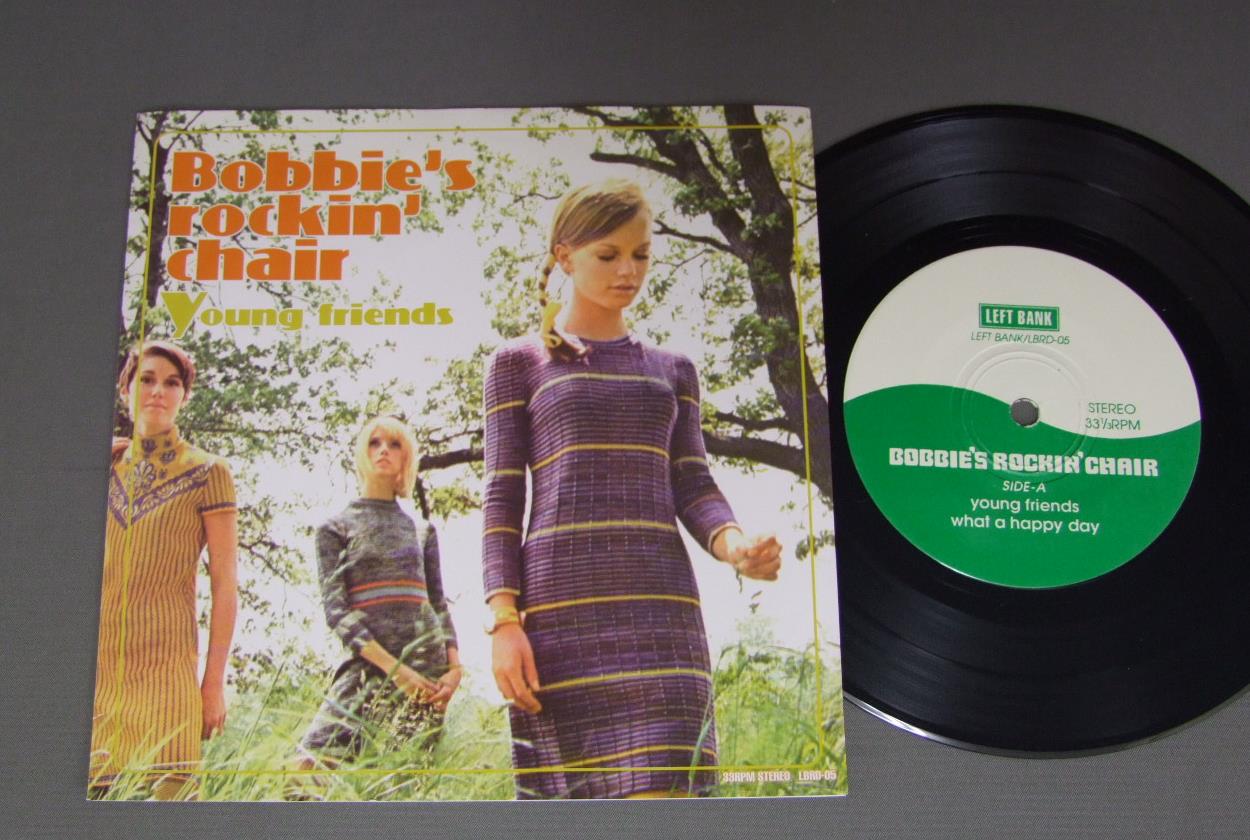 Bobbie's
rockin'
chair
Young friends
33RPM STEREO LBRD-05
LEFT BANK
LEFT BANK/LBRD-05
STEREO
33⅓RPM
BOBBIE'S ROCKIN' CHAIR
SIDE-A
young friends
what a happy day